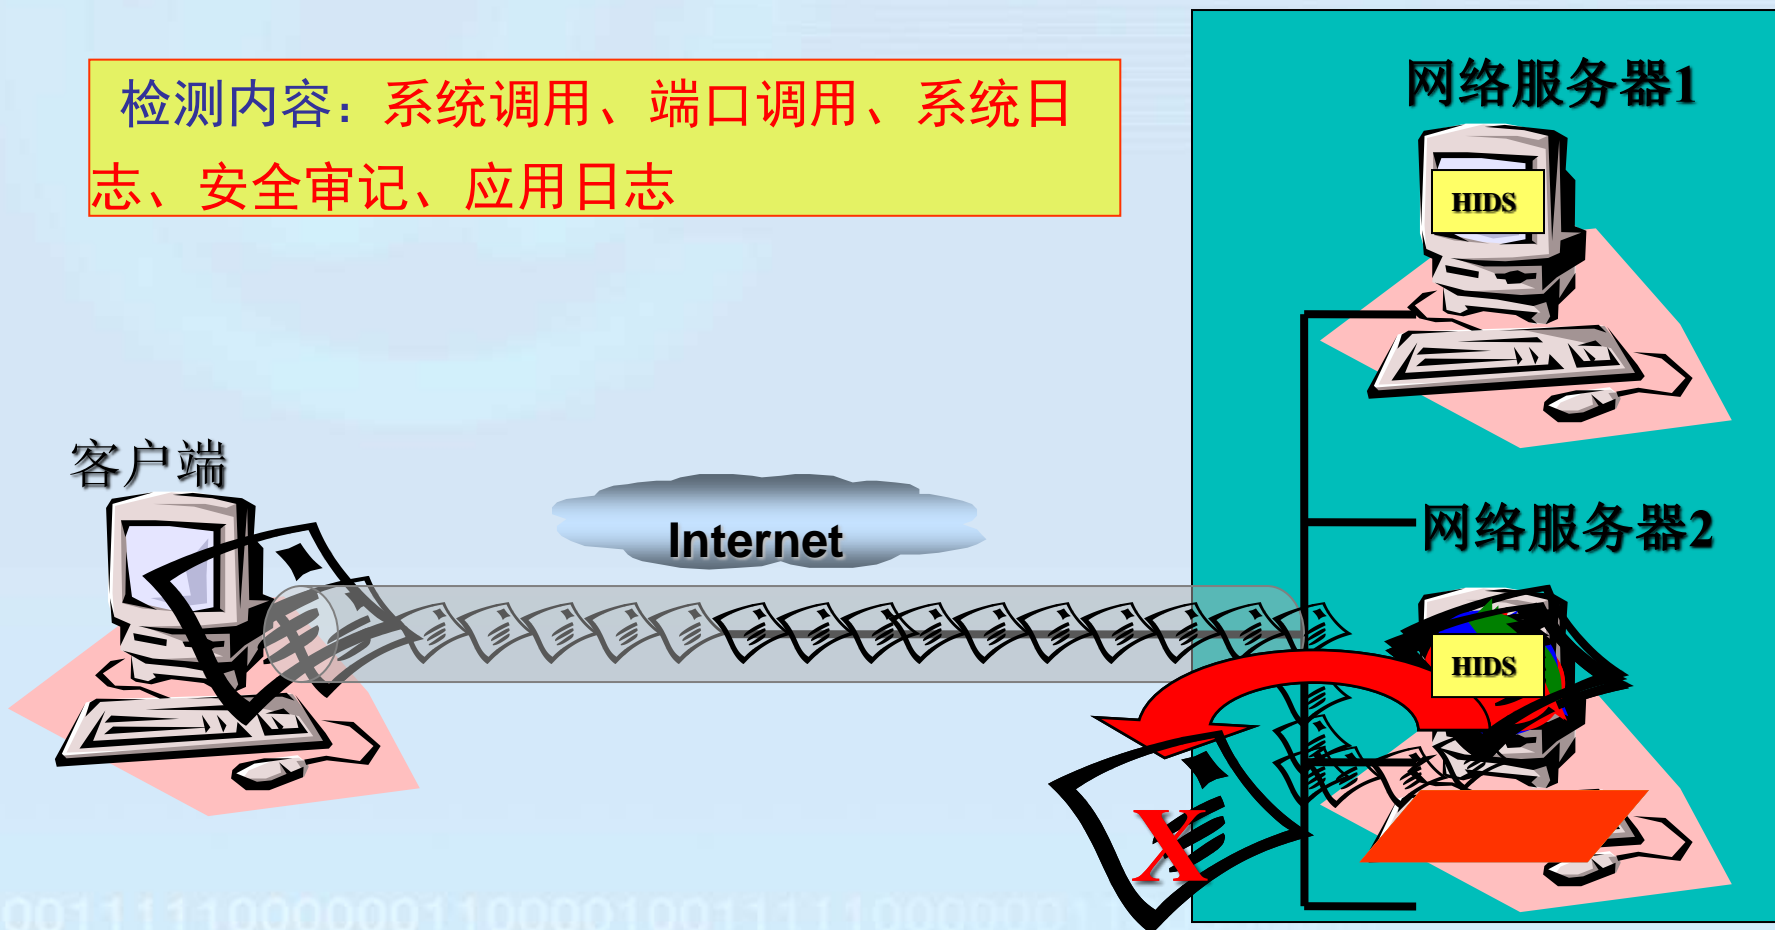 检测内容：系统调用、端口调用、系统日
志、安全审记、应用日志
网络服务器1
HIDS
客户端
Internet
网络服务器2
HIDS
X